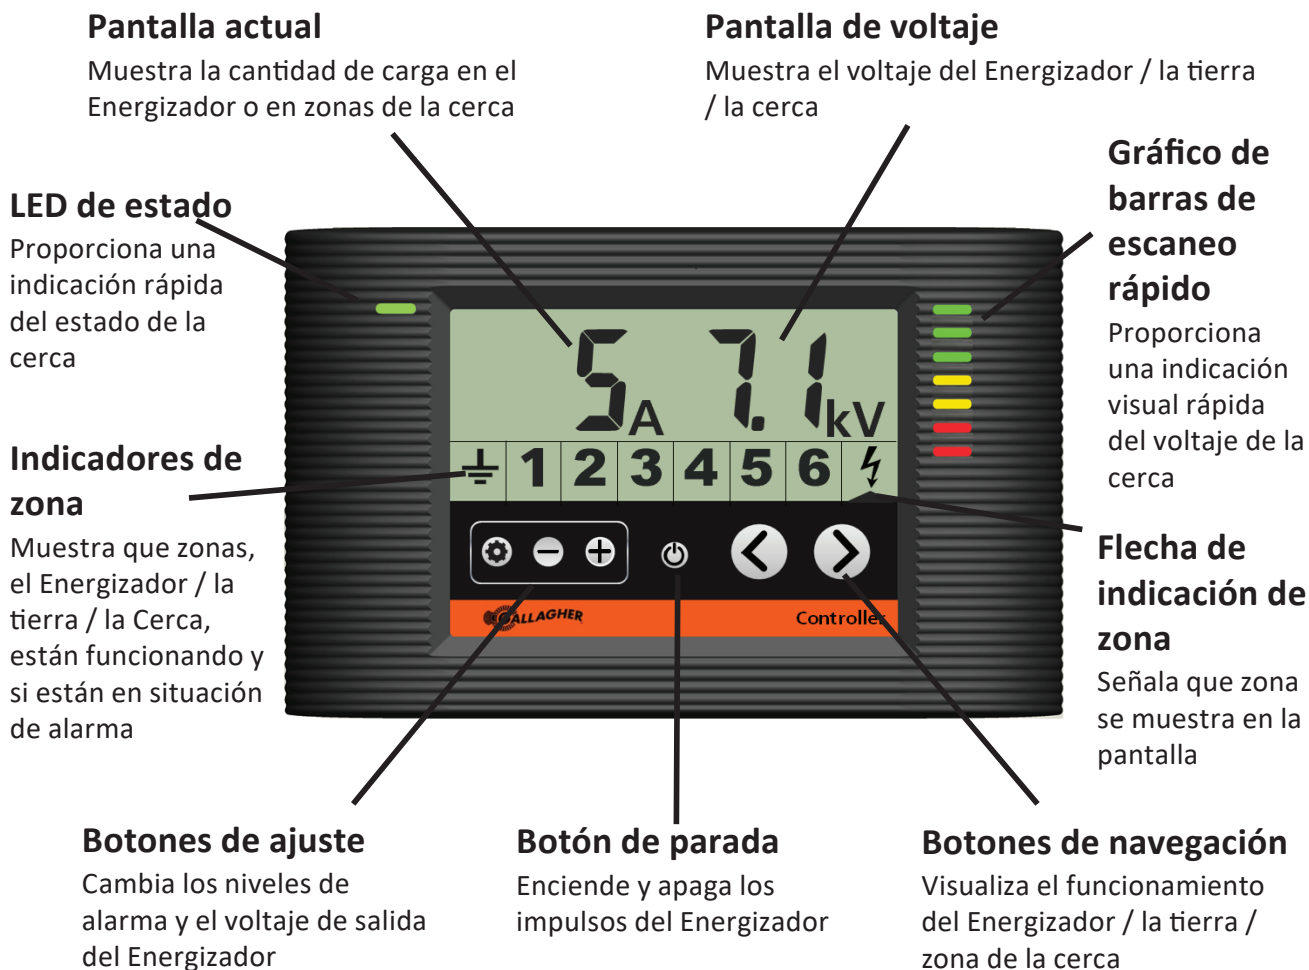 Pantalla actual
Muestra la cantidad de carga en el
Energizador o en zonas de la cerca
Pantalla de voltaje
Muestra el voltaje del Energizador / la tierra
/ la cerca
LED de estado
Proporciona una
indicación rápida
del estado de la
cerca
Gráfico de
barras de
escaneo
rápido
Proporciona
una indicación
visual rápida
del voltaje de la
cerca
5A 7.1kV
1 2 3 4 5 6
GALLAGHER
Controller
Indicadores de
zona
Muestra que zonas,
el Energizador / la
tierra / la Cerca,
están funcionando y
si están en situación
de alarma
Flecha de
indicación de
zona
Señala que zona
se muestra en la
pantalla
Botones de ajuste
Cambia los niveles de
alarma y el voltaje de salida
del Energizador
Botón de parada
Enciende y apaga los
impulsos del Energizador
Botones de navegación
Visualiza el funcionamiento
del Energizador / la tierra /
zona de la cerca